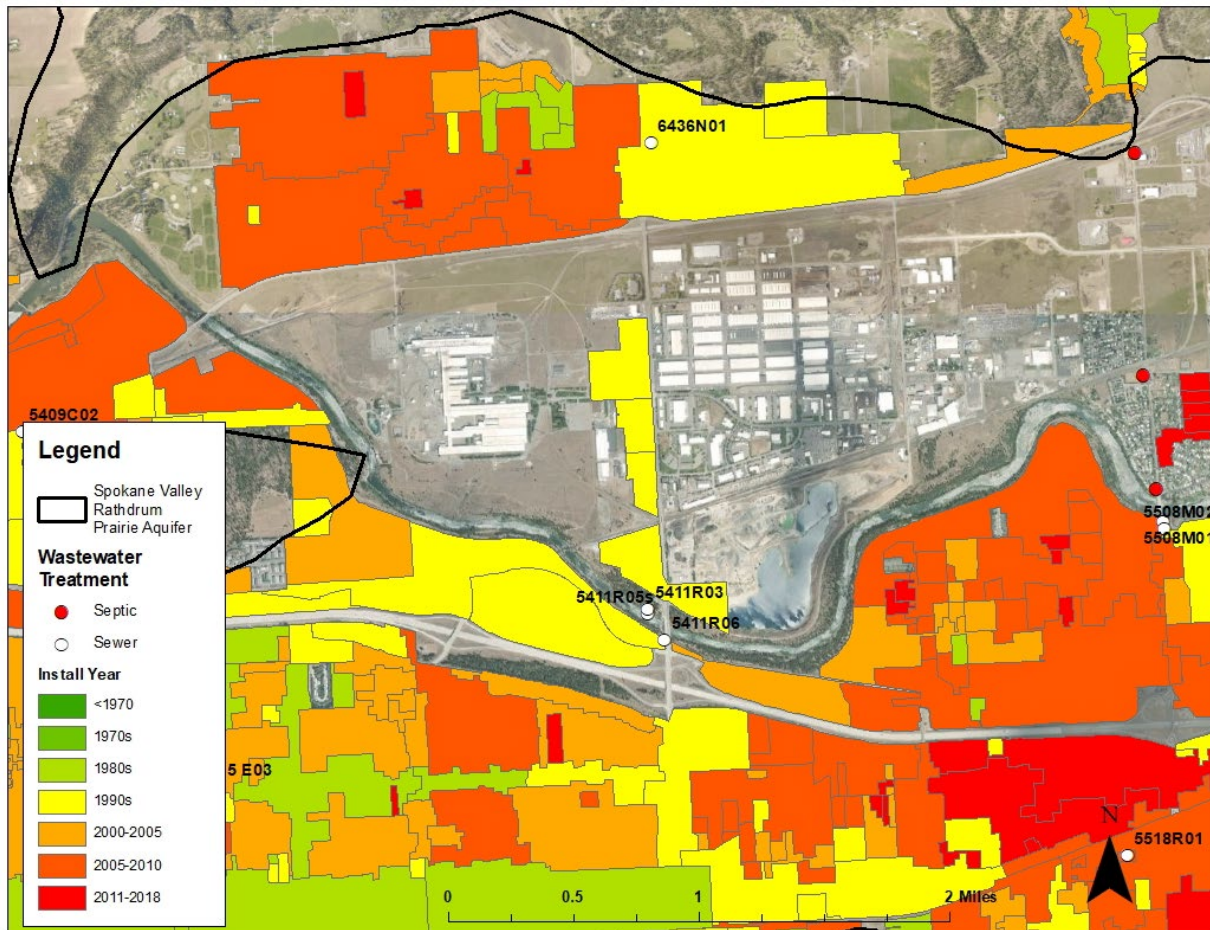 6436N01
5409C02
Legend
Spokane Valley
Rathdrum
Prairie Aquifer
Wastewater
Treatment
Septic
Sewer
Install Year
<1970
1970s
1980s
1990s
2000-2005
2005-2010
2011-2018
5508M02
5508M01
5411R05s
5411R03
5411R06
5 E03
N
5518R01
0
0.5
1
2 Miles